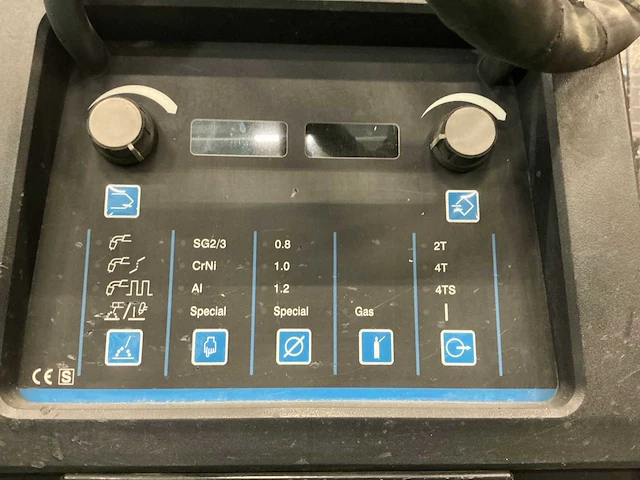 SG2/3 0.8 2T
CrNi 1.0 4T
Al 1.2 4TS
Special Special Gas
CE S